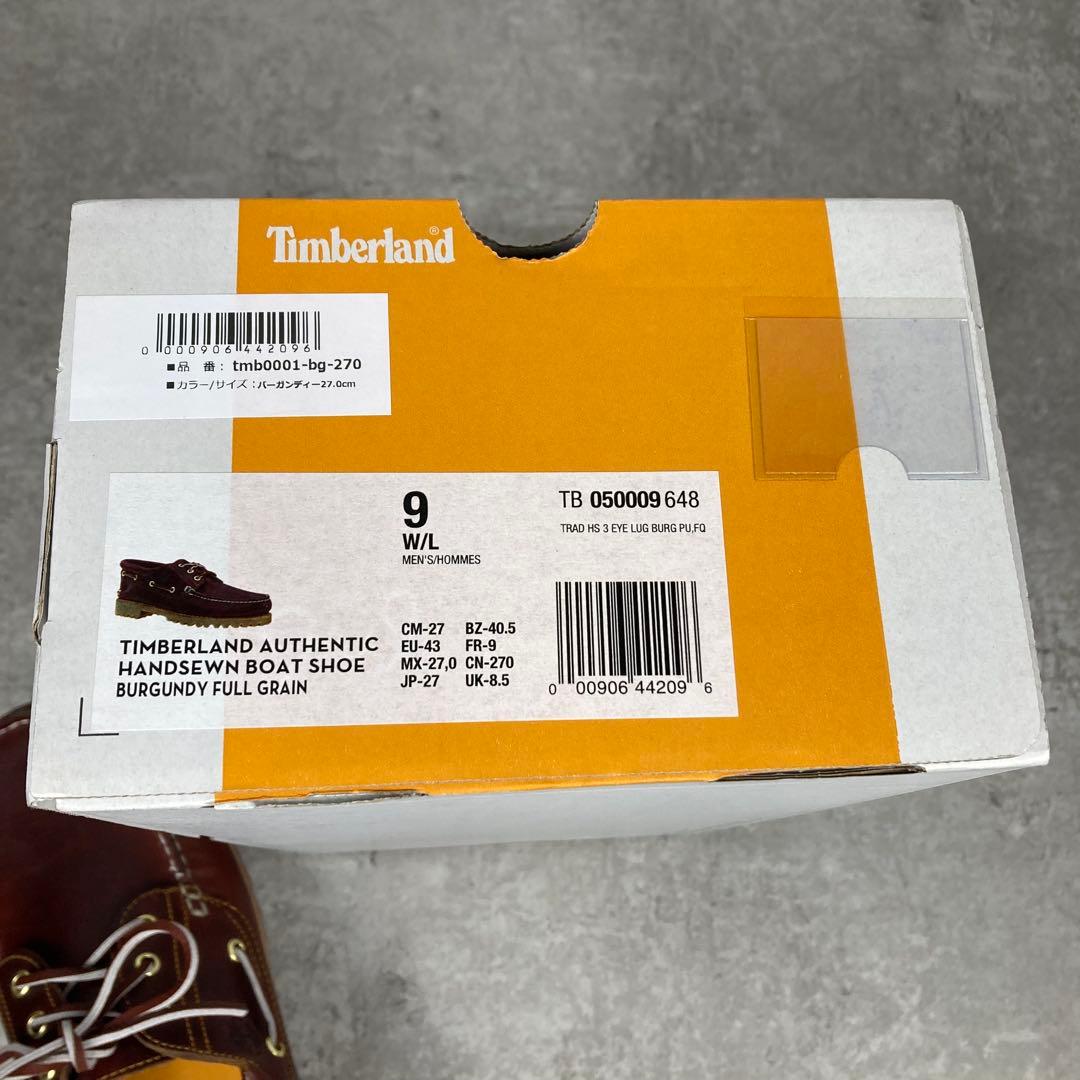 Timberland®
0 000906 442096
■品 番：tmb0001-bg-270
■カラー/サイズ：バーガンディー27.0cm
9
W/L
MEN'S/HOMMES
TB 050009 648
TRAD HS 3 EYE LUG BURG PU,FQ
TIMBERLAND AUTHENTIC
HANDSEWN BOAT SHOE
BURGUNDY FULL GRAIN
CM-27 BZ-40.5
EU-43 FR-9
MX-27,0 CN-270
JP-27 UK-8.5
0 00906 44209 6